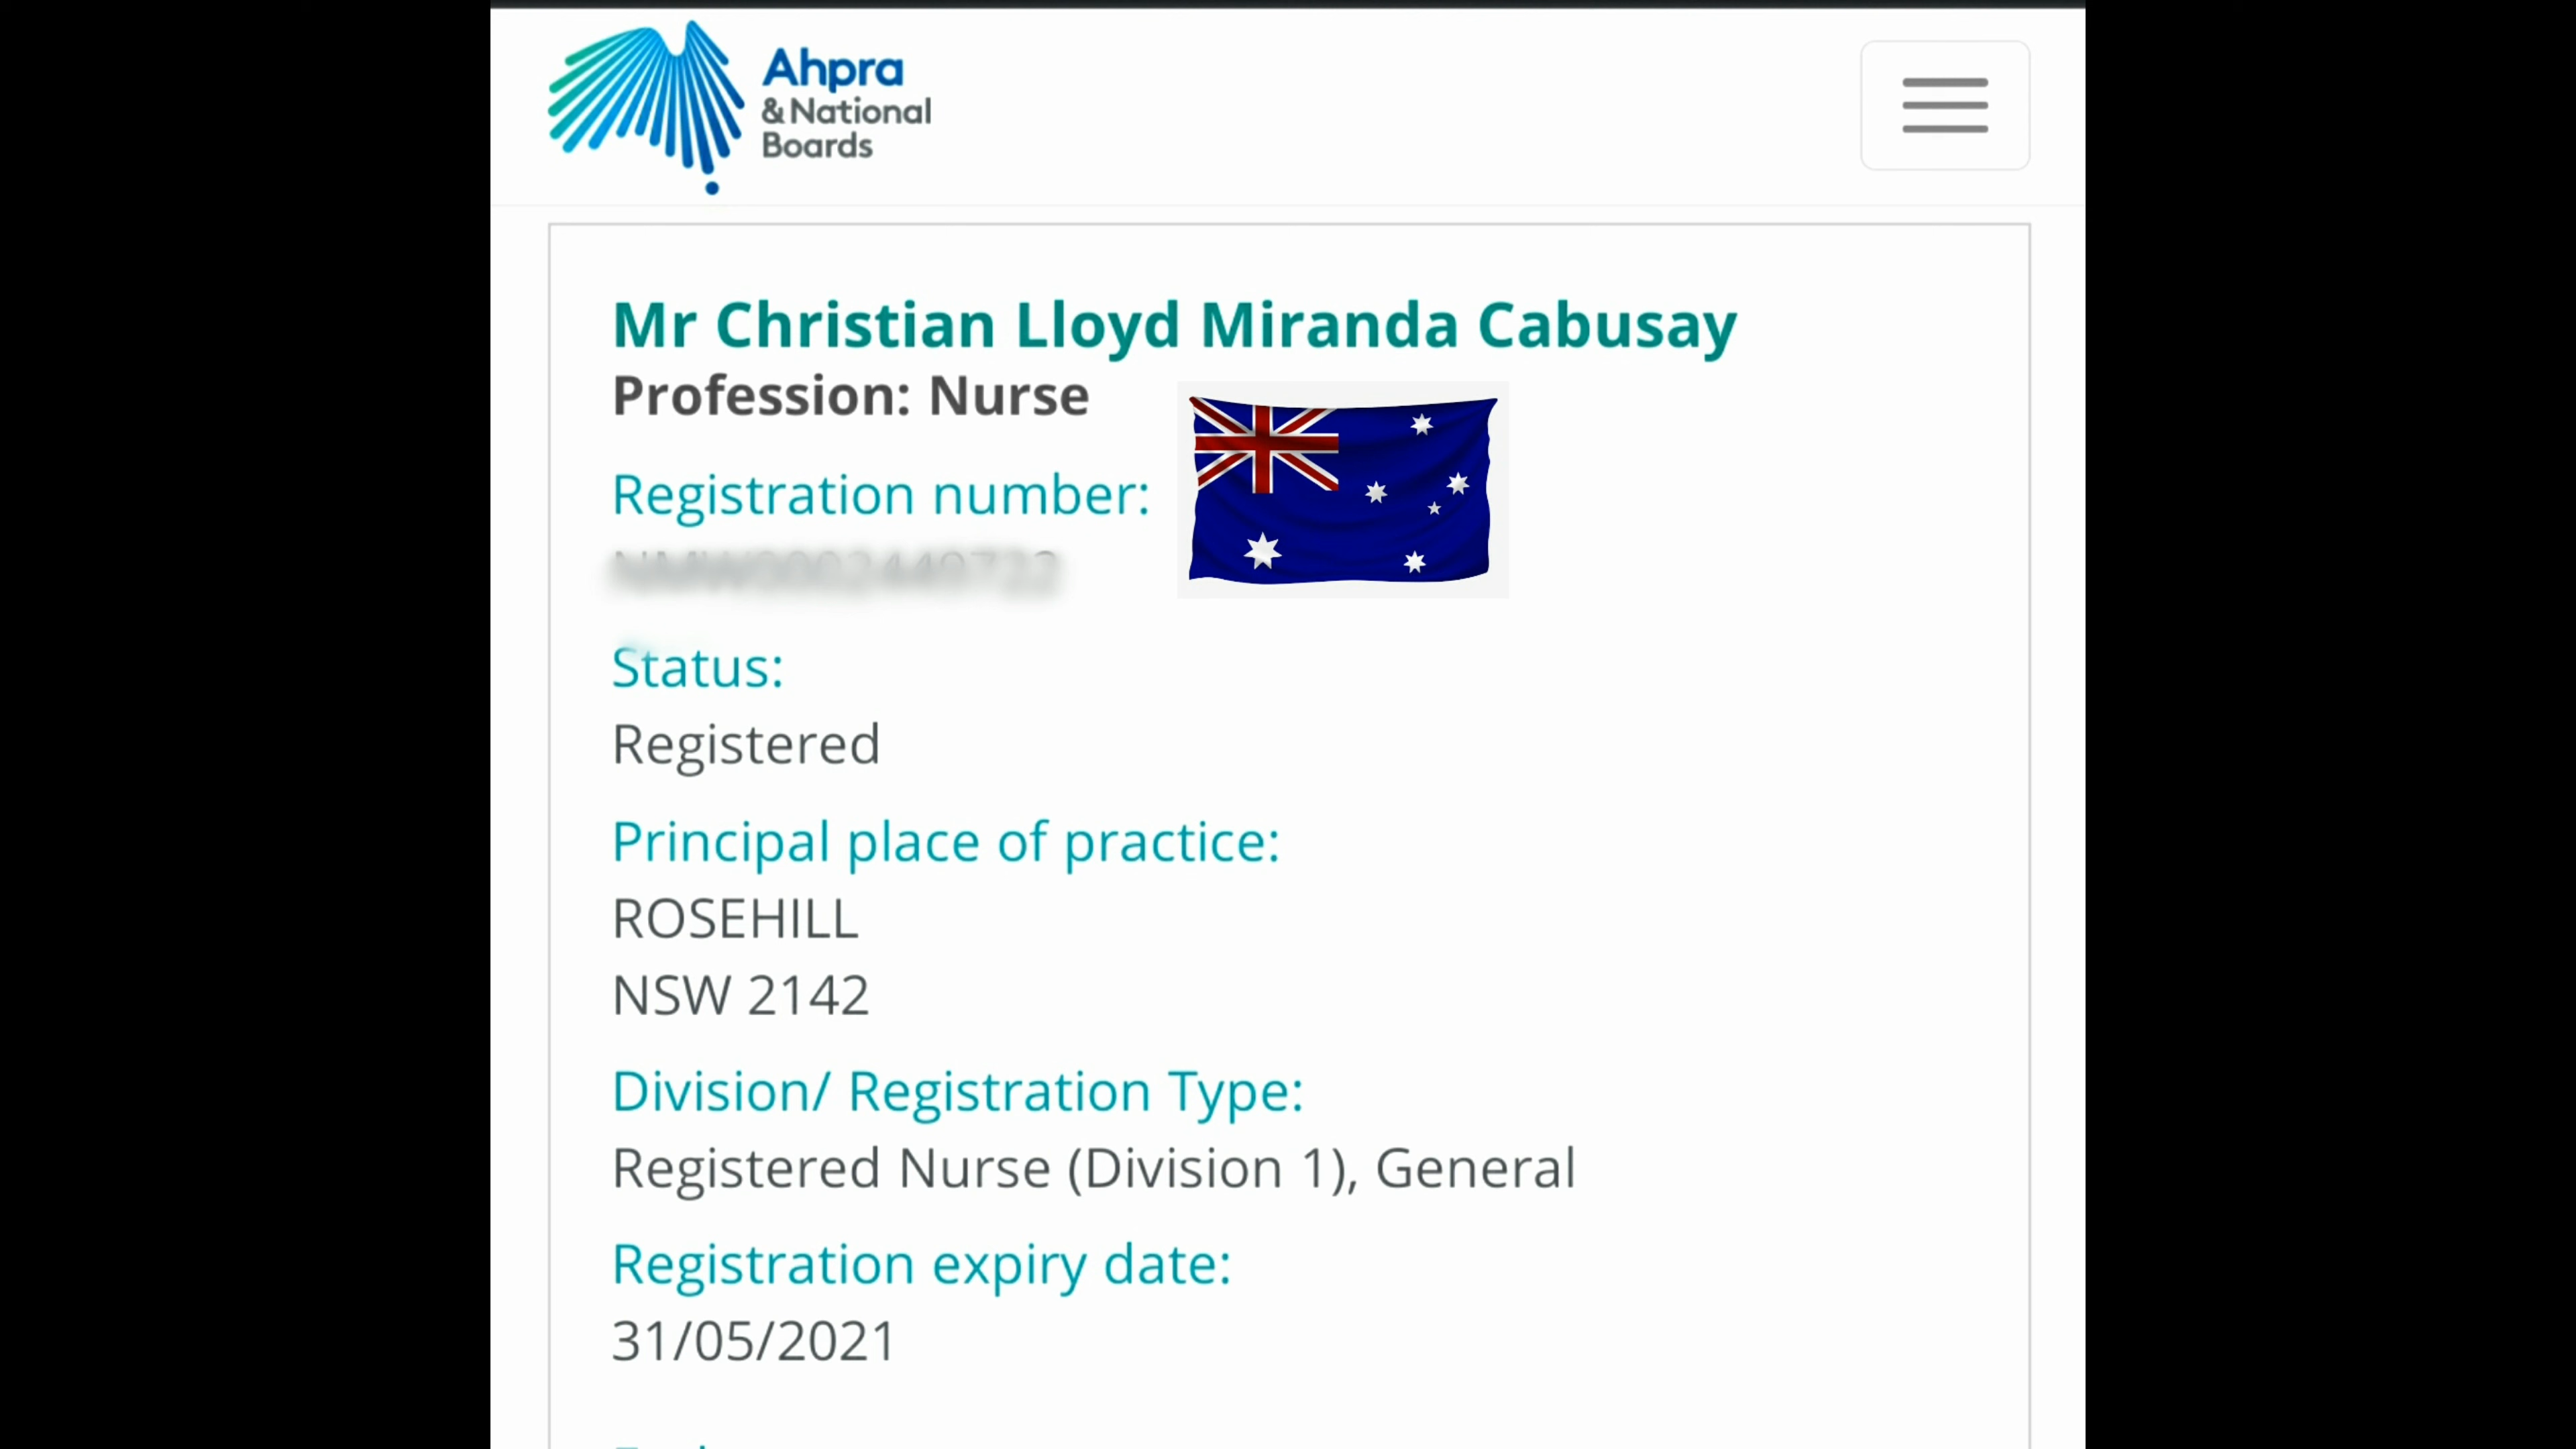 Ahpra
& National
Boards
Mr Christian Lloyd Miranda Cabusay
Profession: Nurse
Registration number:
Status:
Registered
Principal place of practice:
ROSEHILL
NSW 2142
Division/ Registration Type:
Registered Nurse (Division 1), General
Registration expiry date:
31/05/2021